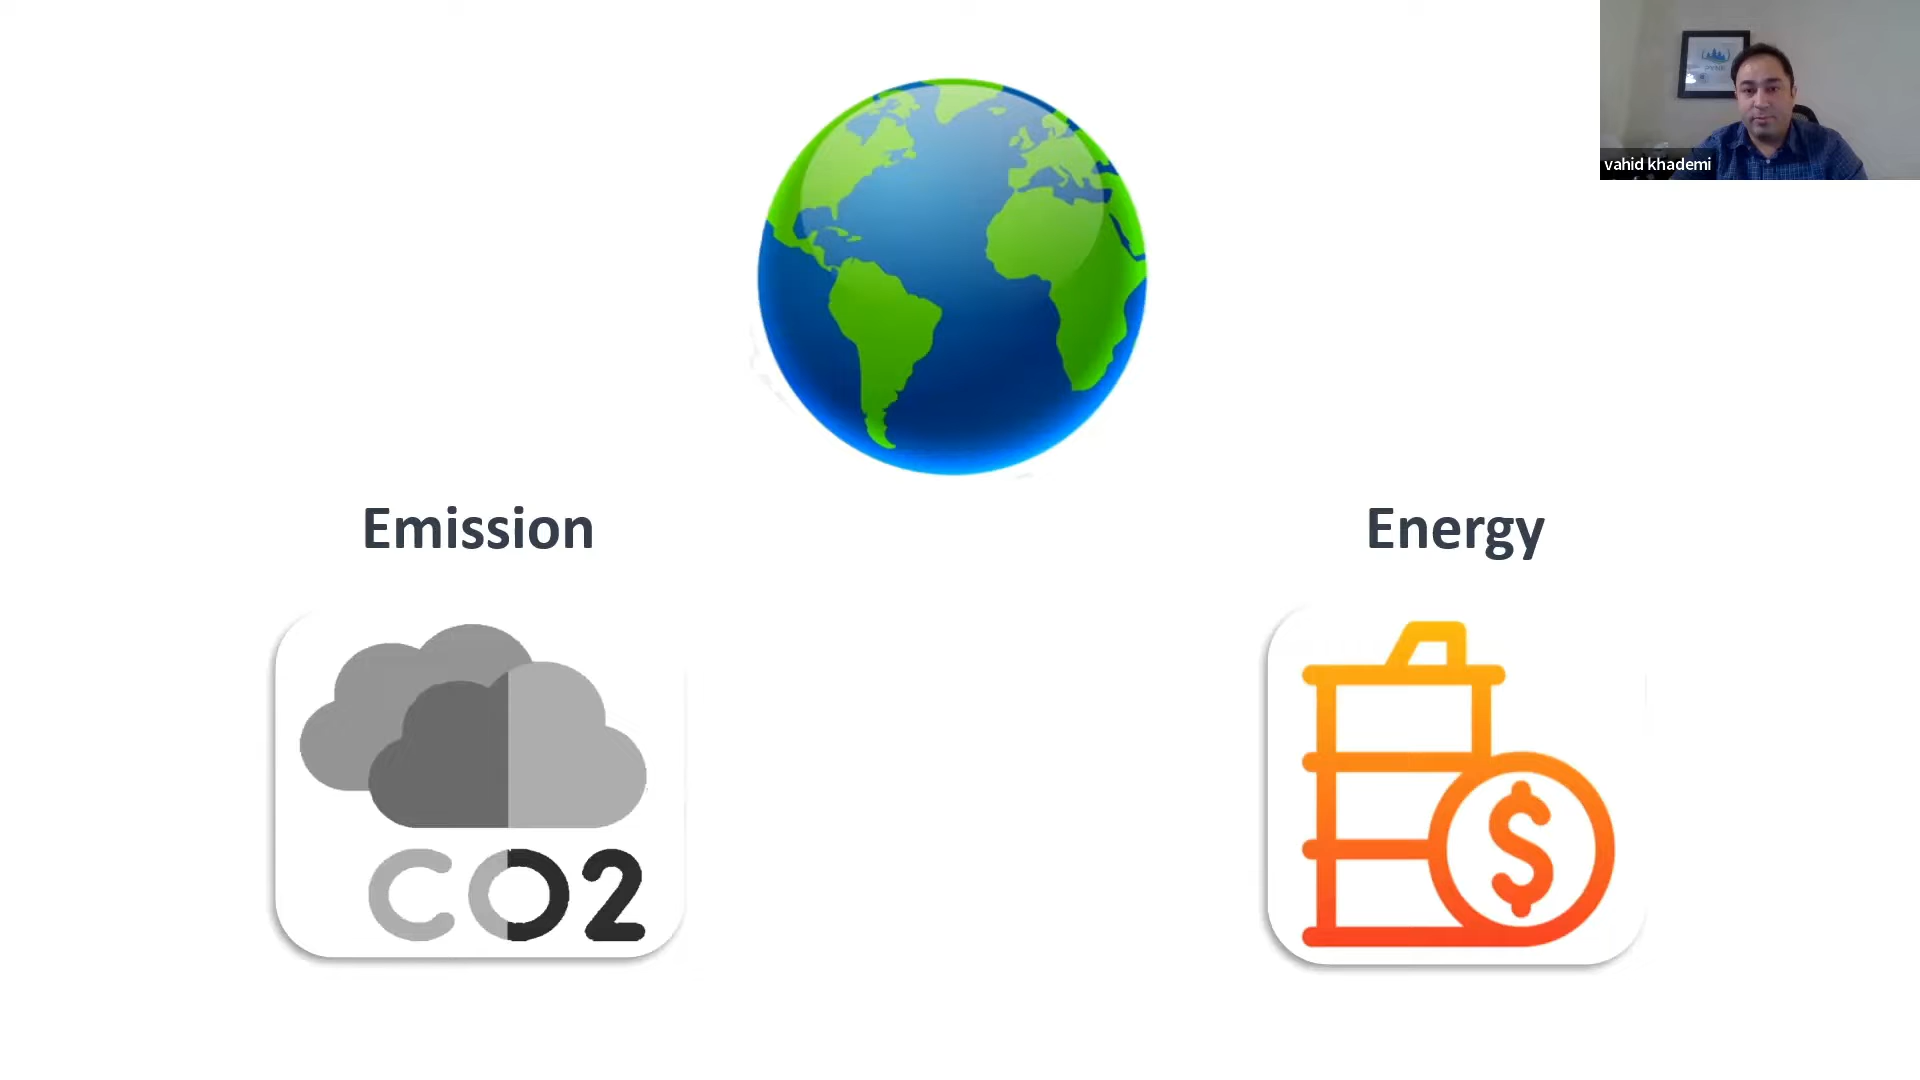 vahid khademi
Emission
Energy
CO2
$